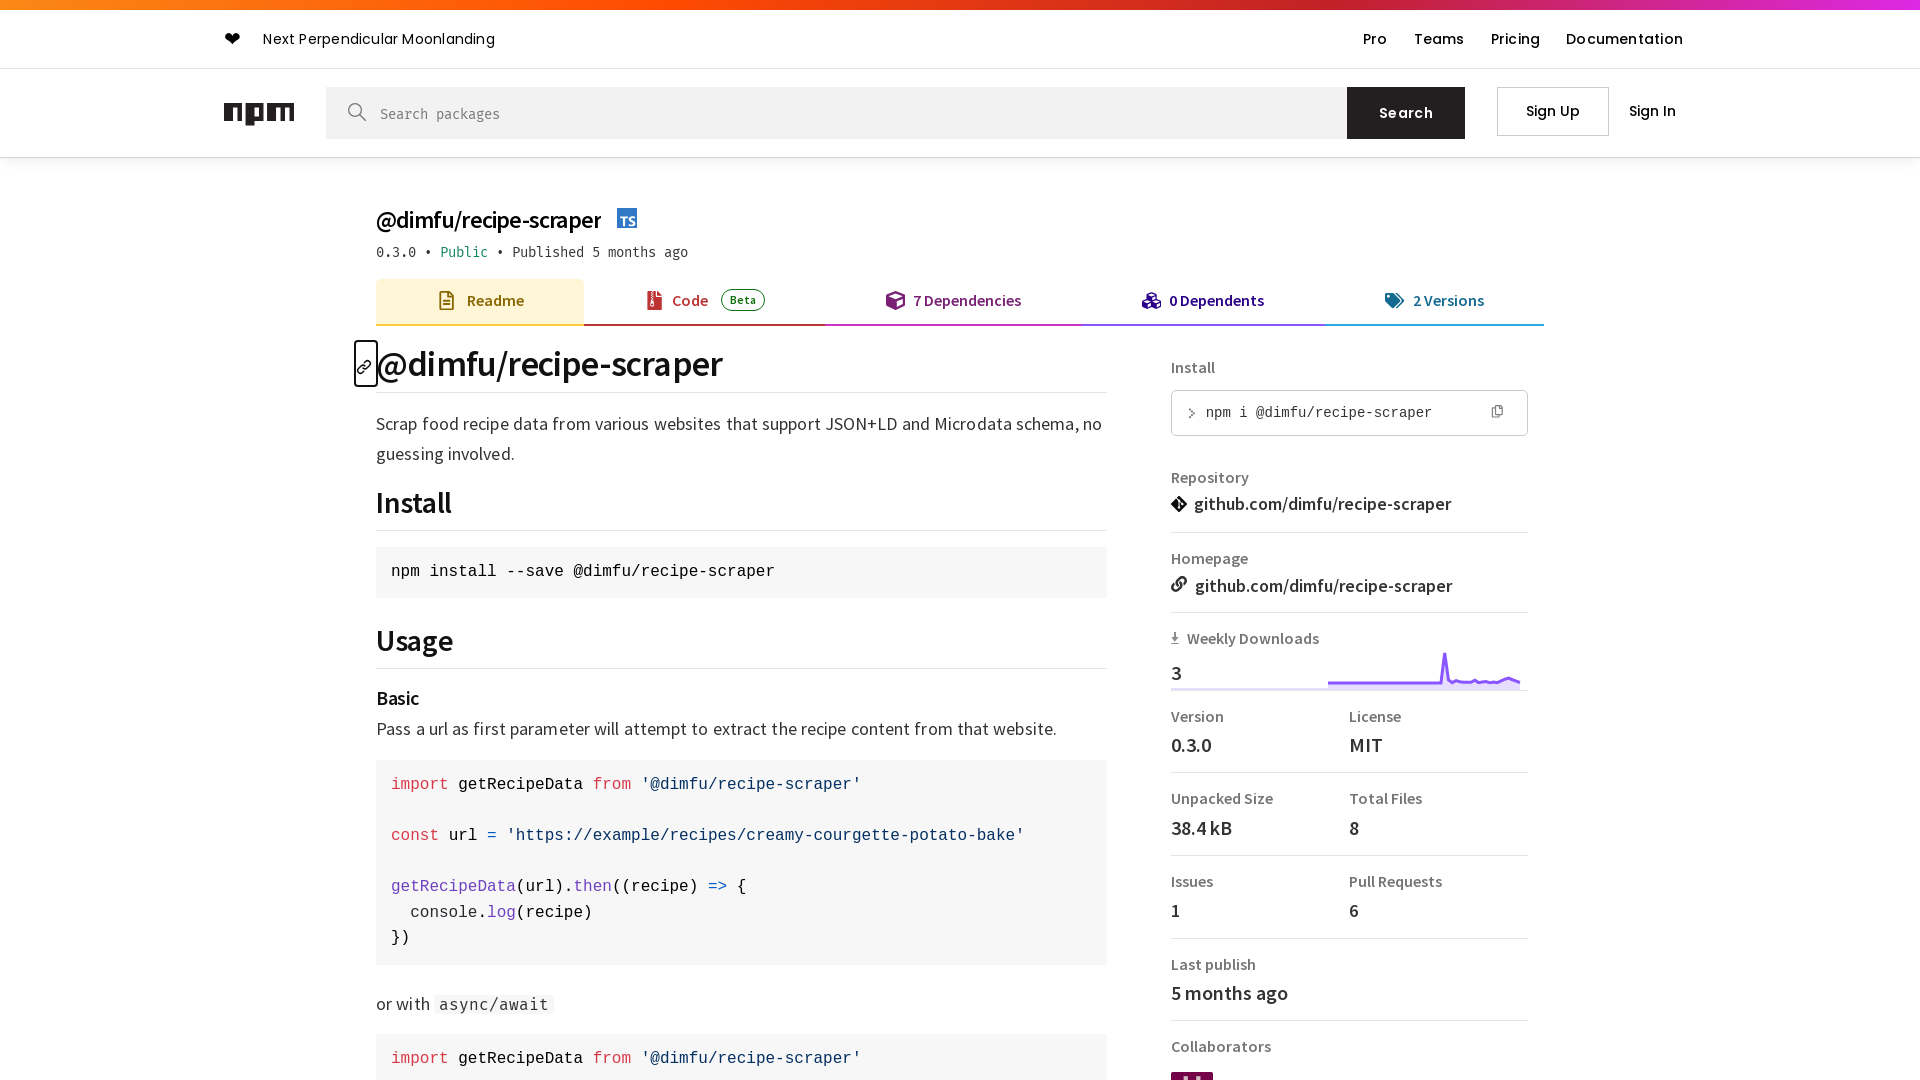 ❤
Next Perpendicular Moonlanding
Pro
Teams
Pricing
Documentation
npm
Search packages
Search
Sign Up
Sign In
@dimfu/recipe-scraper
TS
0.3.0 • Public • Published 5 months ago
Readme
Code Beta
7 Dependencies
0 Dependents
2 Versions
@dimfu/recipe-scraper
Scrap food recipe data from various websites that support JSON+LD and Microdata schema, no
guessing involved.
Install
npm install --save @dimfu/recipe-scraper
Usage
Basic
Pass a url as first parameter will attempt to extract the recipe content from that website.
import getRecipeData from '@dimfu/recipe-scraper'
const url = 'https://example/recipes/creamy-courgette-potato-bake'
getRecipeData(url).then((recipe) => {
  console.log(recipe)
})
or with async/await
import getRecipeData from '@dimfu/recipe-scraper'
Install
npm i @dimfu/recipe-scraper
Repository
github.com/dimfu/recipe-scraper
Homepage
github.com/dimfu/recipe-scraper
Weekly Downloads
3
Version
0.3.0
License
MIT
Unpacked Size
38.4 kB
Total Files
8
Issues
1
Pull Requests
6
Last publish
5 months ago
Collaborators